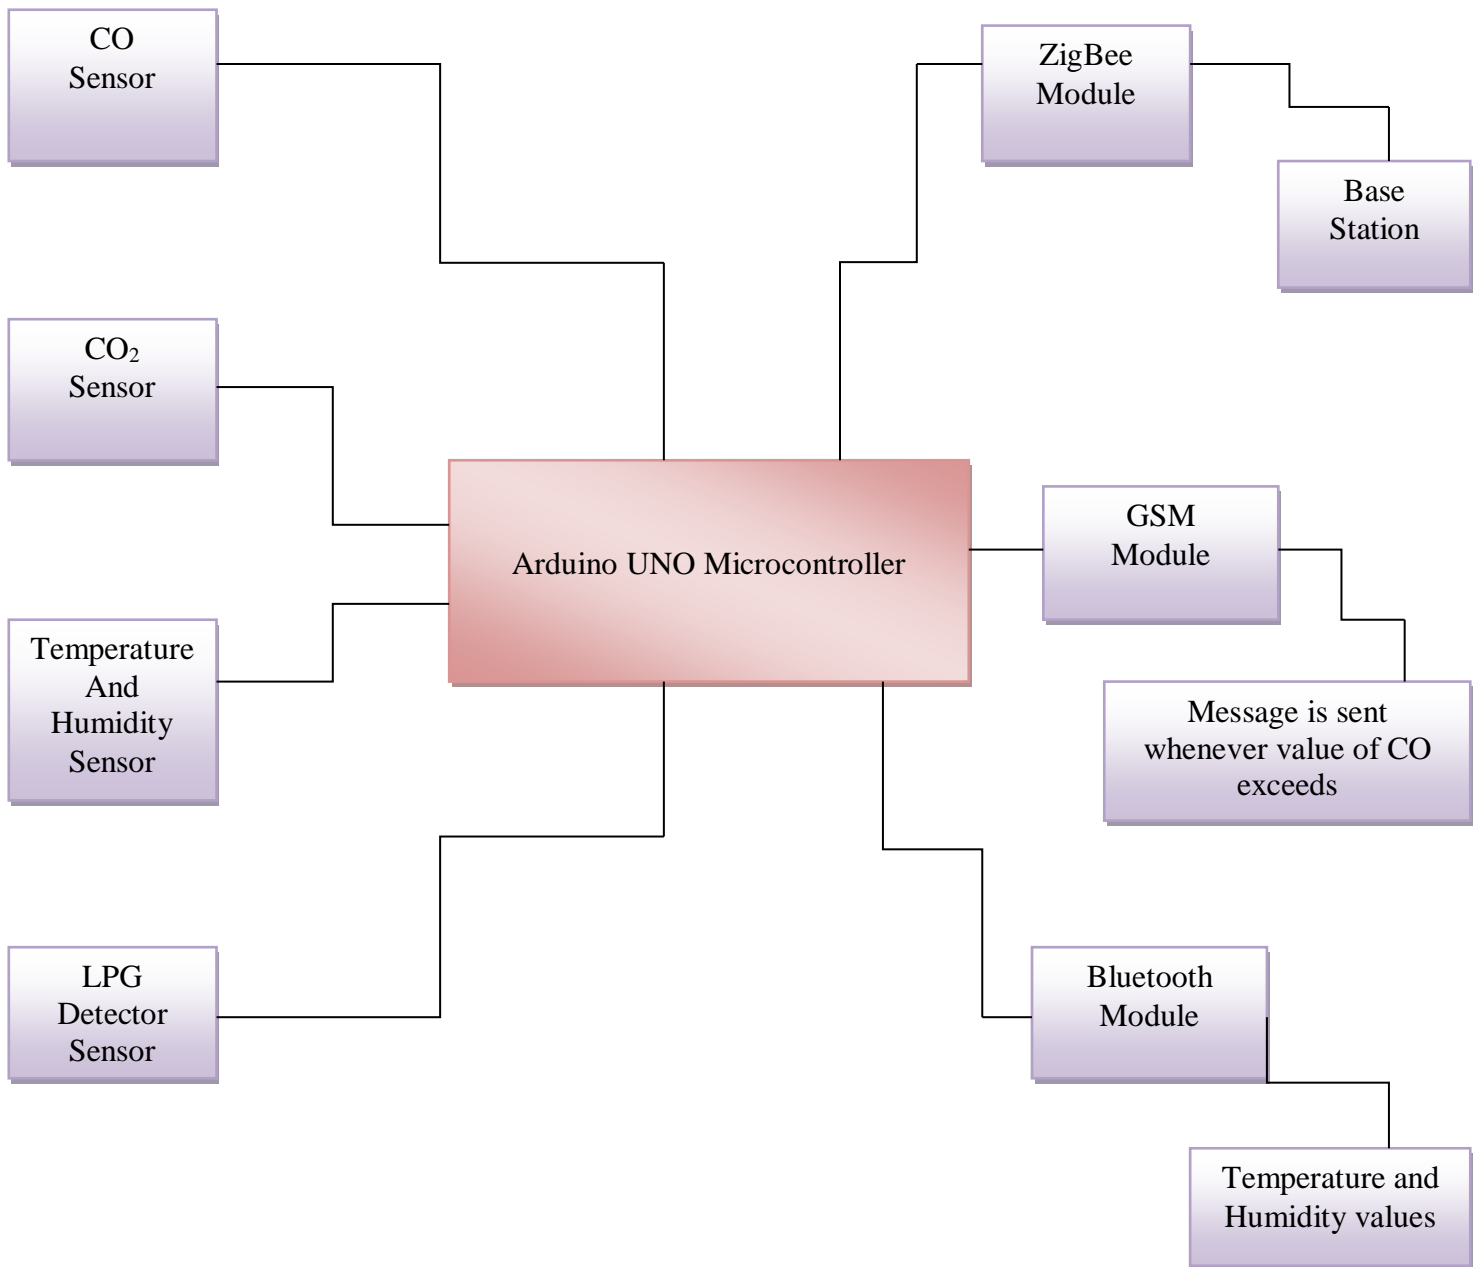 CO
Sensor
ZigBee
Module
Base
Station
CO₂
Sensor
Arduino UNO Microcontroller
GSM
Module
Temperature
And
Humidity
Sensor
Message is sent
whenever value of CO
exceeds
LPG
Detector
Sensor
Bluetooth
Module
Temperature and
Humidity values